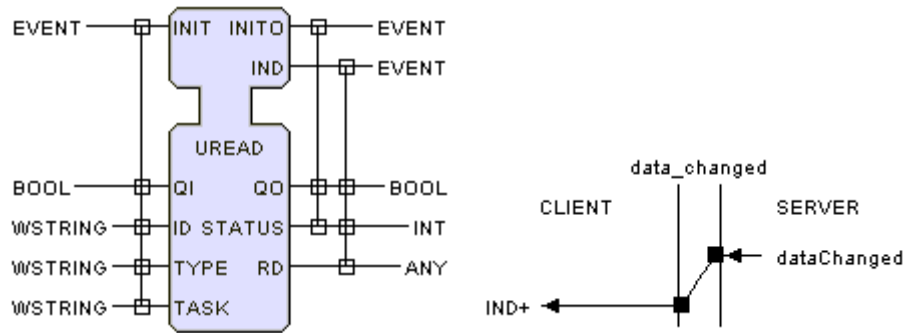 EVENT INIT INITO EVENT
IND EVENT
UREAD
BOOL QI QO BOOL
WSTRING ID STATUS INT
WSTRING TYPE RD ANY
WSTRING TASK
data_changed
CLIENT SERVER
dataChanged
IND+